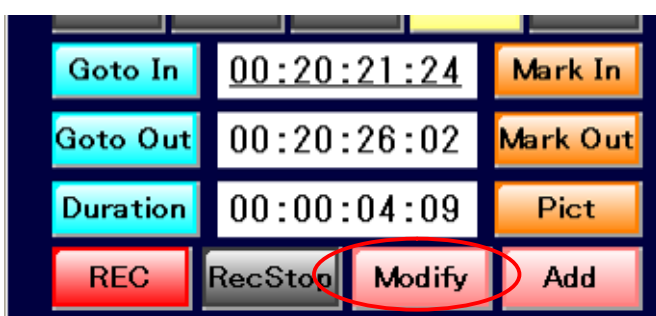 Goto In 00:20:21:24 Mark In
Goto Out 00:20:26:02 Mark Out
Duration 00:00:04:09 Pict
REC RecStop Modify Add